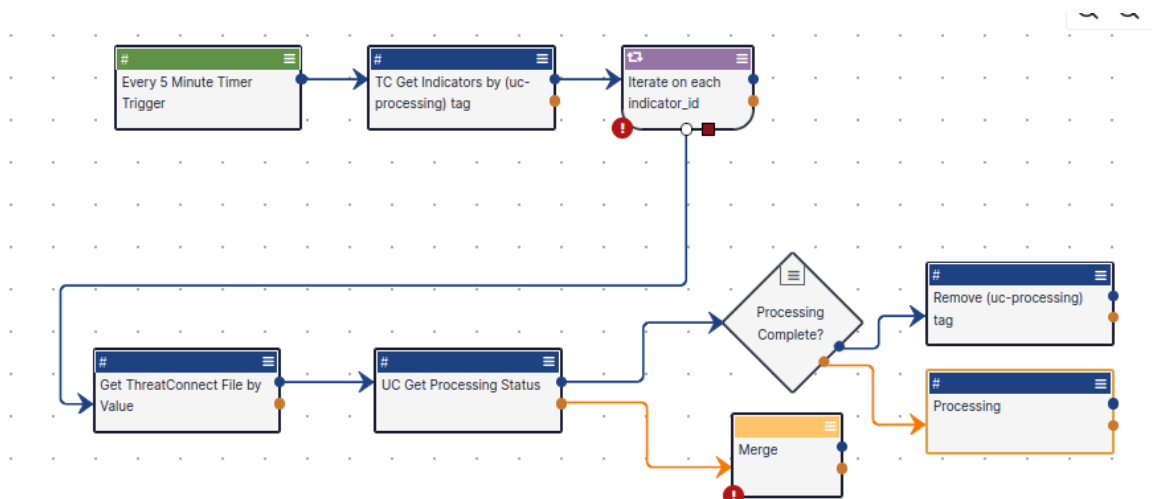 #
Every 5 Minute Timer
Trigger
#
TC Get Indicators by (uc-
processing) tag
Iterate on each
indicator_id
!
#
Get ThreatConnect File by
Value
#
UC Get Processing Status
Processing
Complete?
#
Remove (uc-processing)
tag
#
Processing
Merge
!